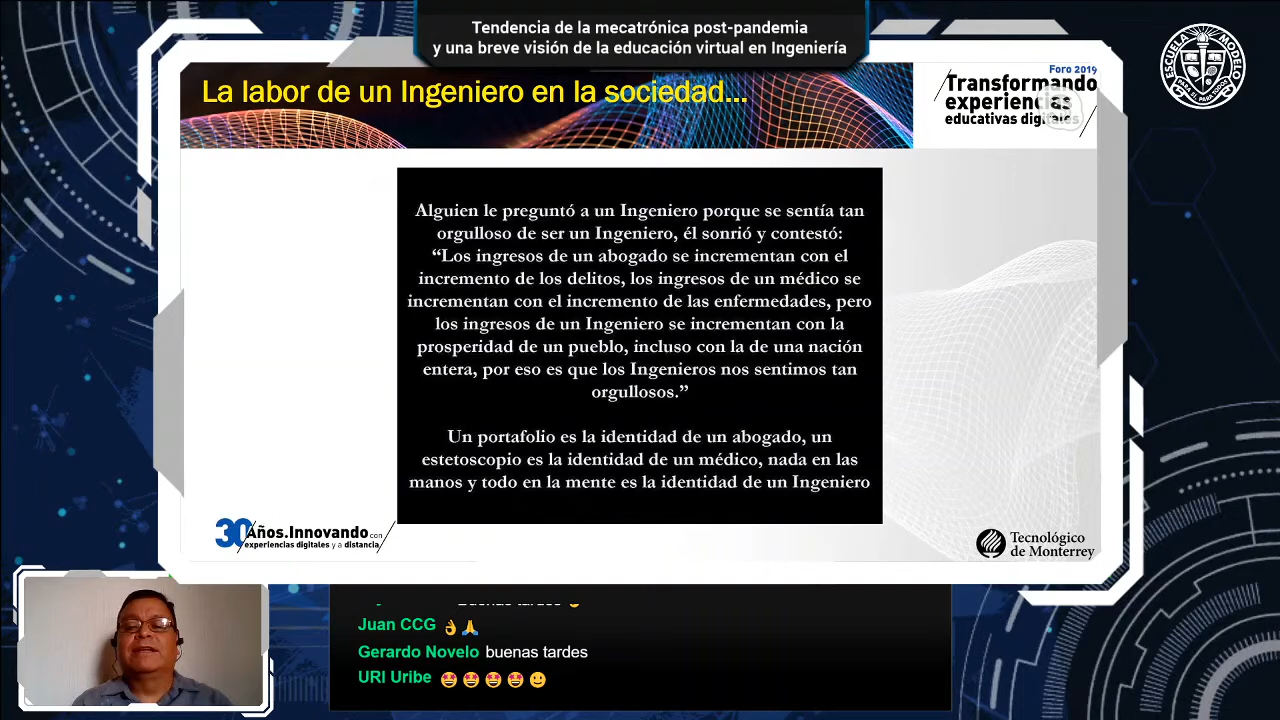 Tendencia de la mecatrónica post-pandemia
y una breve visión de la educación virtual en Ingeniería
ESCUELA MODELO
La labor de un Ingeniero en la sociedad...
Foro 2019
Transformando
experiencias
educativas digitales
Alguien le preguntó a un Ingeniero porque se sentía tan
orgulloso de ser un Ingeniero, él sonrió y contestó:
“Los ingresos de un abogado se incrementan con el
incremento de los delitos, los ingresos de un médico se
incrementan con el incremento de las enfermedades, pero
los ingresos de un Ingeniero se incrementan con la
prosperidad de un pueblo, incluso con la de una nación
entera, por eso es que los Ingenieros nos sentimos tan
orgullosos.”
Un portafolio es la identidad de un abogado, un
estetoscopio es la identidad de un médico, nada en las
manos y todo en la mente es la identidad de un Ingeniero
30 Años.Innovando con
experiencias digitales y a distancia
Tecnológico
de Monterrey
Juan CCG 👌🙏
Gerardo Novelo buenas tardes
URI Uribe 🤩🤩🤩🤩🙂